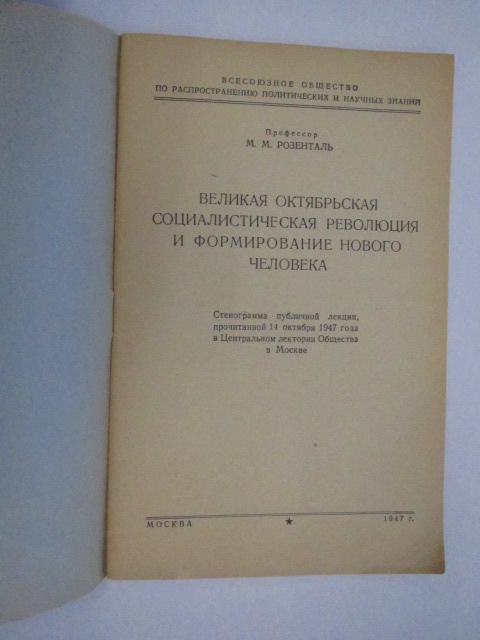 ВСЕСОЮЗНОЕ ОБЩЕСТВО
ПО РАСПРОСТРАНЕНИЮ ПОЛИТИЧЕСКИХ И НАУЧНЫХ ЗНАНИЙ
Профессор
М. М. РОЗЕНТАЛЬ
ВЕЛИКАЯ ОКТЯБРЬСКАЯ
СОЦИАЛИСТИЧЕСКАЯ РЕВОЛЮЦИЯ
И ФОРМИРОВАНИЕ НОВОГО
ЧЕЛОВЕКА
Стенограмма публичной лекции,
прочитанной 14 октября 1947 года
в Центральном лектории Общества
в Москве
МОСКВА ★ 1947 г.